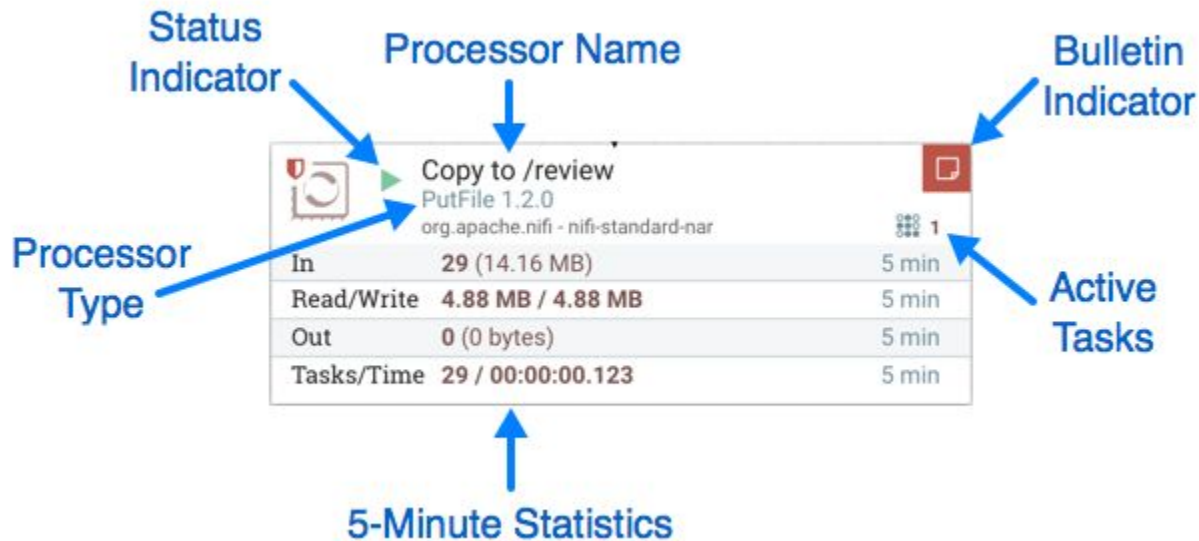 Status
Indicator
Processor Name
Bulletin
Indicator
Copy to /review
PutFile 1.2.0
org.apache.nifi - nifi-standard-nar
1
Processor
Type
In 29 (14.16 MB) 5 min
Read/Write 4.88 MB / 4.88 MB 5 min
Out 0 (0 bytes) 5 min
Tasks/Time 29 / 00:00:00.123 5 min
Active
Tasks
5-Minute Statistics